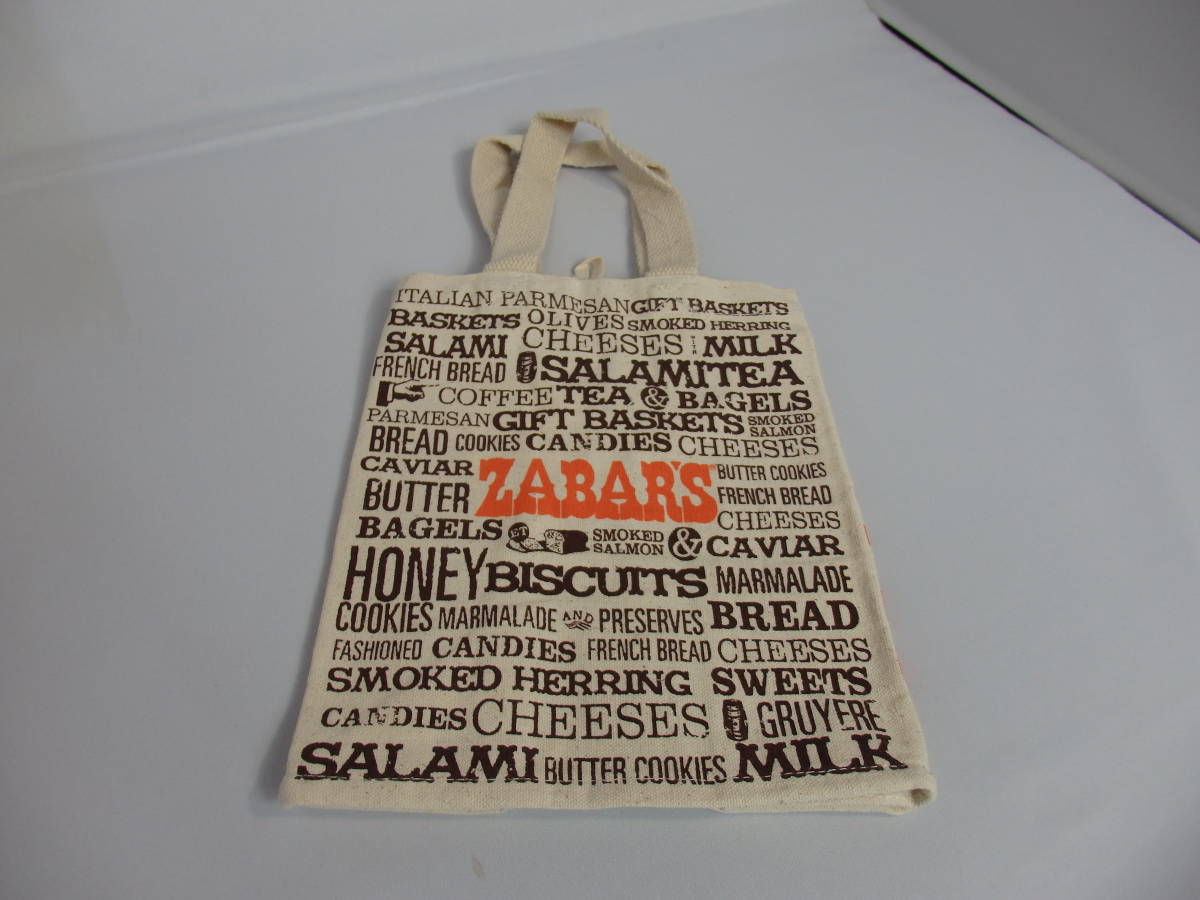 ITALIAN PARMESAN GIFT BASKETS
BASKETS OLIVES SMOKED HERRING
SALAMI CHEESES WITH MILK
FRENCH BREAD SALAMI TEA
COFFEE TEA & BAGELS
PARMESAN GIFT BASKETS SMOKED SALMON
BREAD COOKIES CANDIES CHEESES
CAVIAR ZABAR'S BUTTER COOKIES
BUTTER FRENCH BREAD
CHEESES
BAGELS ET SMOKED SALMON & CAVIAR
HONEY BISCUITS MARMALADE
COOKIES MARMALADE AND PRESERVES BREAD
FASHIONED CANDIES FRENCH BREAD CHEESES
SMOKED HERRING SWEETS
CANDIES CHEESES GRUYERE
SALAMI BUTTER COOKIES MILK